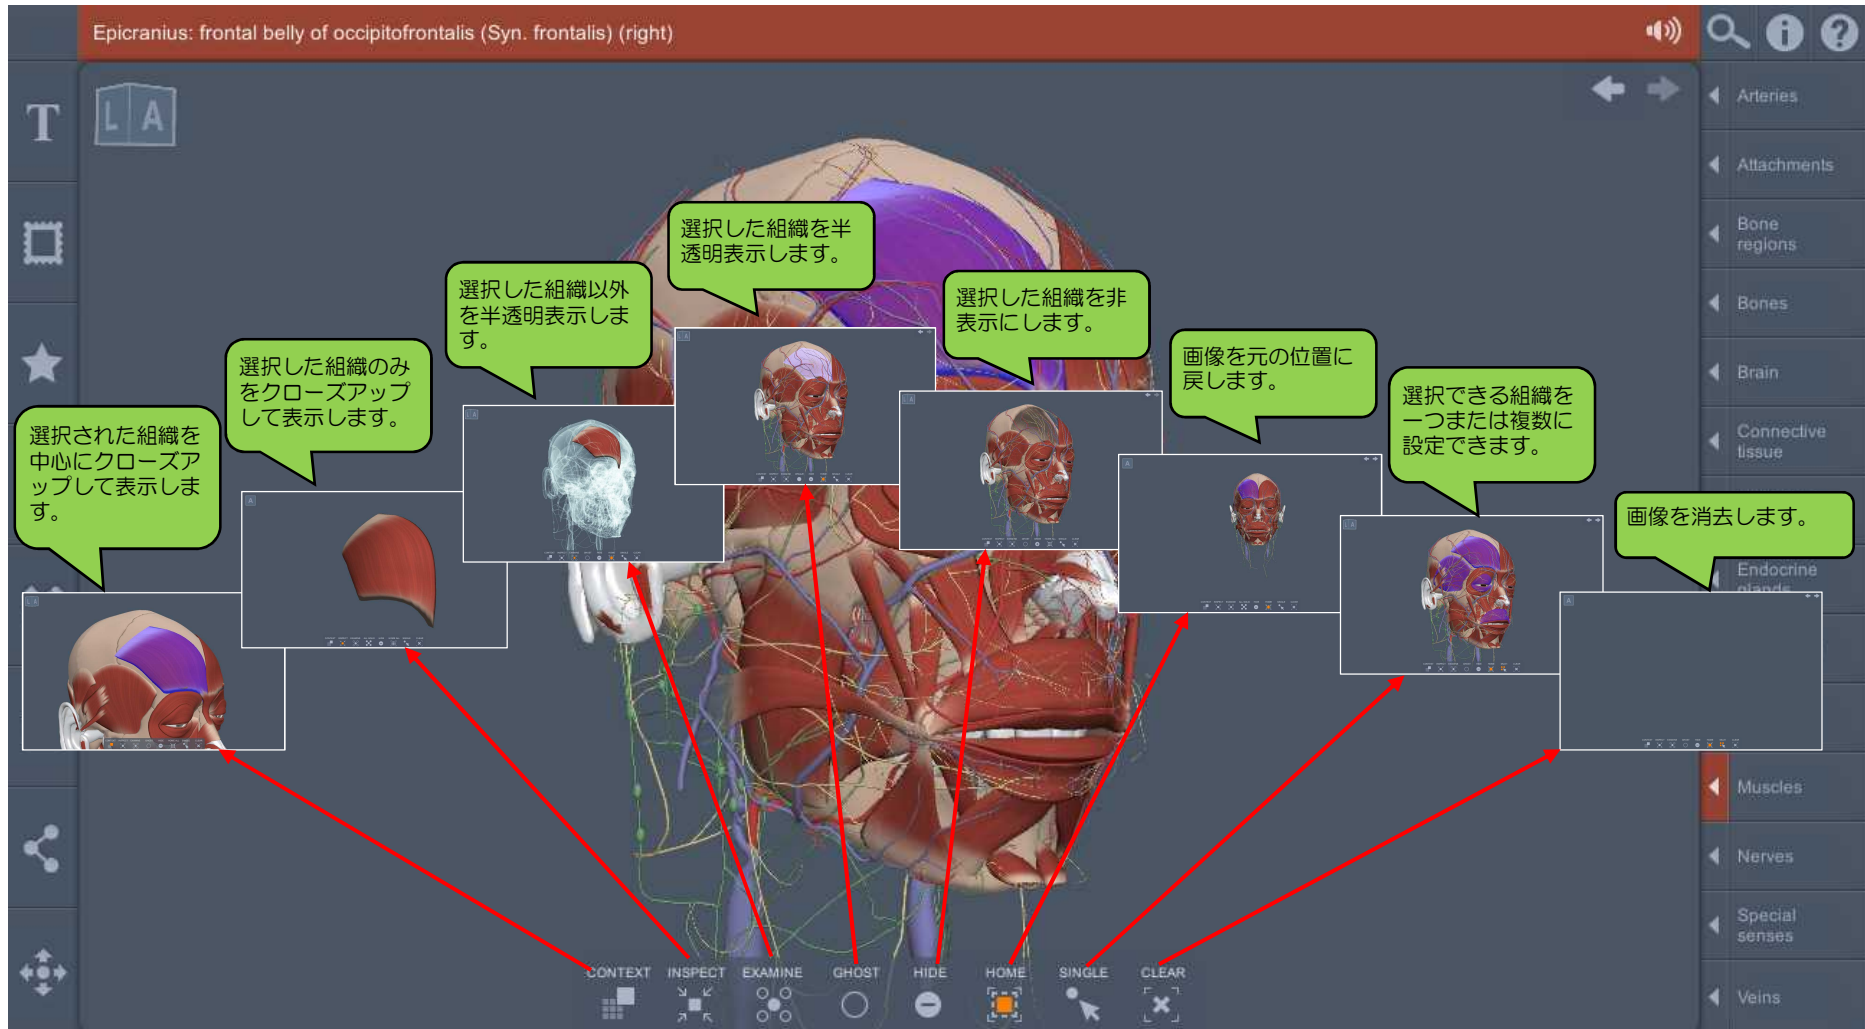 Epicranius: frontal belly of occipitofrontalis (Syn. frontalis) (right)
T
L A
Arteries
Attachments
Bone
regions
Bones
Brain
Connective
tissue
Endocrine
glands
Muscles
Nerves
Special
senses
Veins
選択された組織を
中心にクローズア
ップして表示しま
す。
選択した組織のみ
をクローズアップ
して表示します。
選択した組織以外
を半透明表示しま
す。
選択した組織を半
透明表示します。
選択した組織を非
表示にします。
画像を元の位置に
戻します。
選択できる組織を
一つまたは複数に
設定できます。
画像を消去します。
CONTEXT
INSPECT
EXAMINE
GHOST
HIDE
HOME
SINGLE
CLEAR